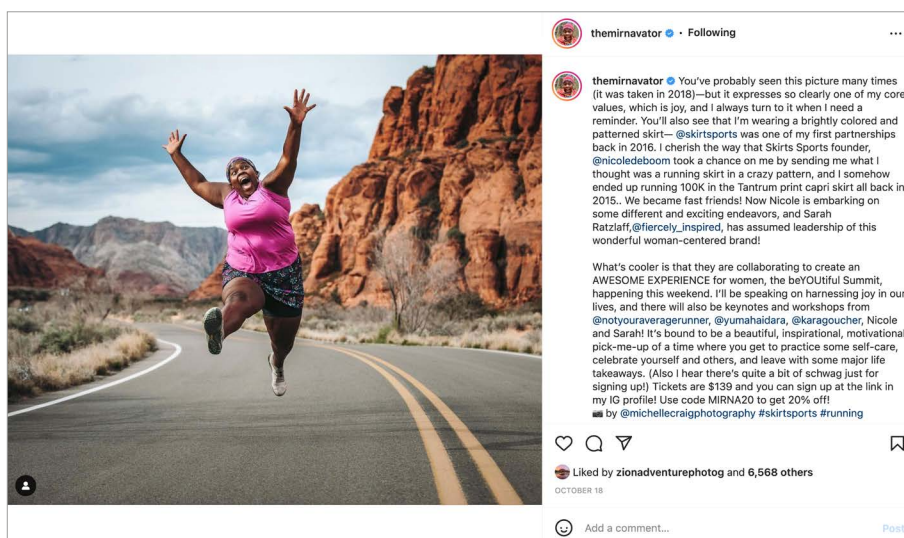 themirnavator • Following
themirnavator You've probably seen this picture many times
(it was taken in 2018)—but it expresses so clearly one of my core
values, which is joy, and I always turn to it when I need a
reminder. You'll also see that I'm wearing a brightly colored and
patterned skirt— @skirtsports was one of my first partnerships
back in 2016. I cherish the way that Skirts Sports founder,
@nicoledeboom took a chance on me by sending me what I
thought was a running skirt in a crazy pattern, and I somehow
ended up running 100K in the Tantrum print capri skirt all back in
2015.. We became fast friends! Now Nicole is embarking on
some different and exciting endeavors, and Sarah
Ratzlaff,@fiercely_inspired, has assumed leadership of this
wonderful woman-centered brand!
What's cooler is that they are collaborating to create an
AWESOME EXPERIENCE for women, the beYOUtiful Summit,
happening this weekend. I'll be speaking on harnessing joy in our
lives, and there will also be keynotes and workshops from
@notyouraveragerunner, @yumahaidara, @karagoucher, Nicole
and Sarah! It's bound to be a beautiful, inspirational, motivational
pick-me-up of a time where you get to practice some self-care,
celebrate yourself and others, and leave with some major life
takeaways. (Also I hear there's quite a bit of schwag just for
signing up!) Tickets are $139 and you can sign up at the link in
my IG profile! Use code MIRNA20 to get 20% off!
📷 by @michellecraigphotography #skirtsports #running
Liked by zionadventurephotog and 6,568 others
OCTOBER 18
Add a comment...
Post